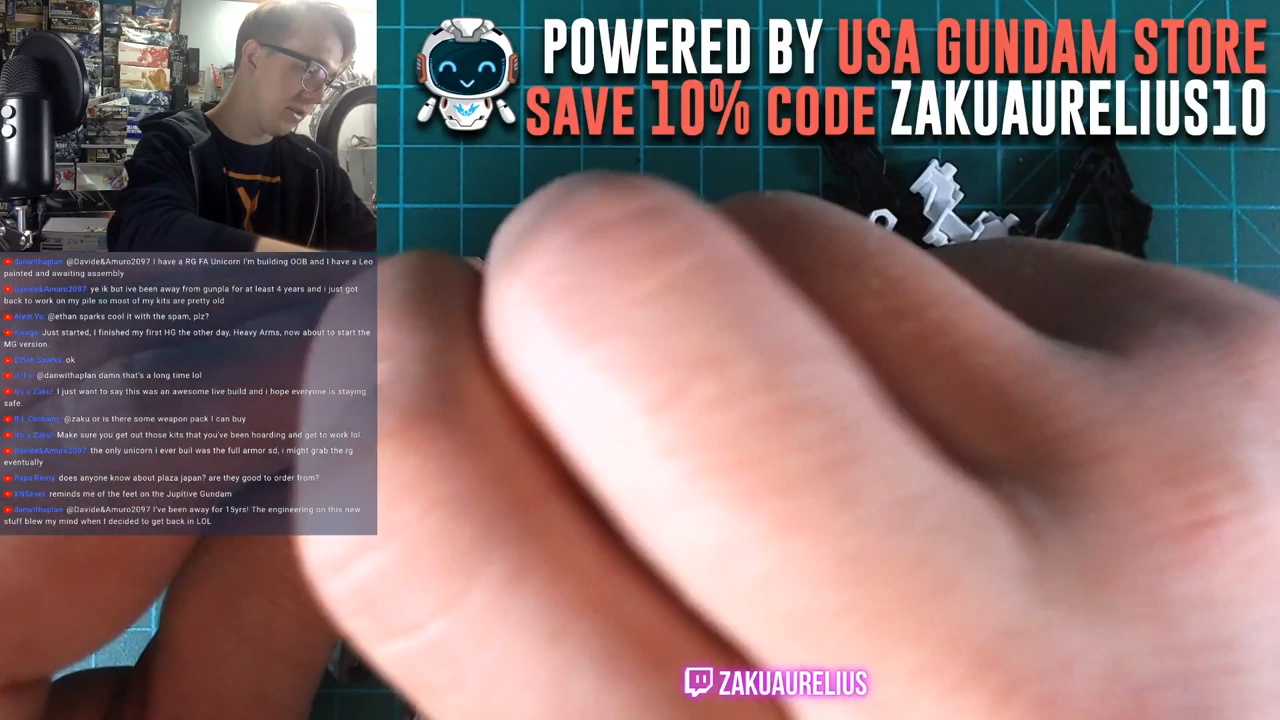 POWERED BY USA GUNDAM STORE
SAVE 10% CODE ZAKUAURELIUS10
danwithaplan @Davide&Amuro2097 I have a RG FA Unicorn I'm building OOB and I have a Leo
painted and awaiting assembly
Davide&Amuro2097 ye ik but ive been away from gunpla for at least 4 years and i just got
back to work on my pile so most of my kits are pretty old
Alvin Yu @ethan sparks cool it with the spam, plz?
Kwago Just started, I finished my first HG the other day, Heavy Arms, now about to start the
MG version.
Ethan Sparks ok
@danwithaplan damn that's a long time lol
It's a Zaku! I just want to say this was an awesome live build and i hope everyone is staying
safe.
R L Customs @zaku or is there some weapon pack I can buy
It's a Zaku! Make sure you get out those kits that you've been hoarding and get to work lol.
Davide&Amuro2097 the only unicorn i ever buil was the full armor sd, i might grab the rg
eventually
Papa Remy does anyone know about plaza japan? are they good to order from?
XNSever reminds me of the feet on the Jupitive Gundam
danwithaplan @Davide&Amuro2097 I've been away for 15yrs! The engineering on this new
stuff blew my mind when I decided to get back in LOL
ZAKUAURELIUS